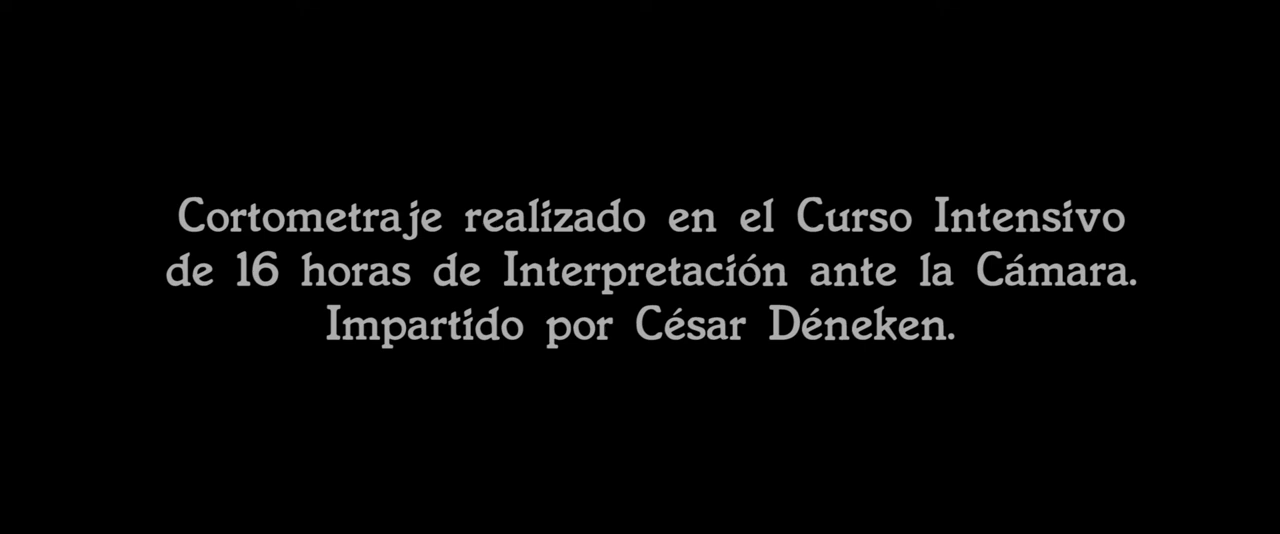 Cortometraje realizado en el Curso Intensivo
de 16 horas de Interpretación ante la Cámara.
Impartido por César Déneken.